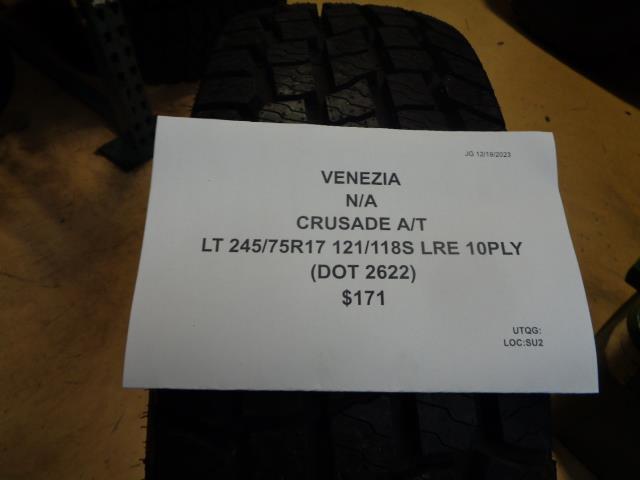 JG 12/19/2023
VENEZIA
N/A
CRUSADE A/T
LT 245/75R17 121/118S LRE 10PLY
(DOT 2622)
$171
UTQG:
LOC:SU2